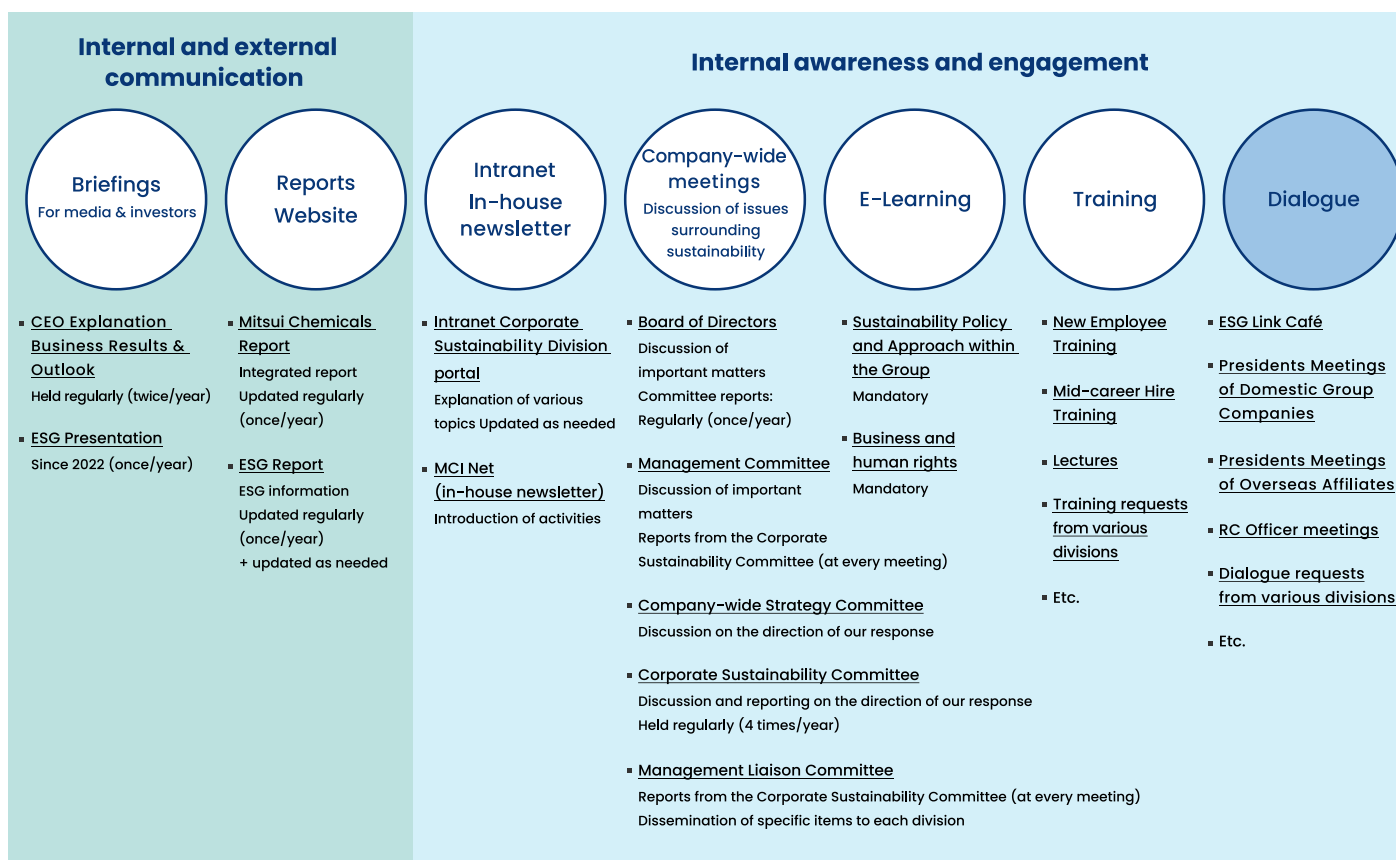 Internal and external
communication
Internal awareness and engagement
Briefings
For media & investors
Reports
Website
Intranet
In-house
newsletter
Company-wide
meetings
Discussion of issues
surrounding
sustainability
E-Learning
Training
Dialogue
▪ CEO Explanation
Business Results &
Outlook
Held regularly (twice/year)
▪ ESG Presentation
Since 2022 (once/year)
▪ Mitsui Chemicals
Report
Integrated report
Updated regularly
(once/year)
▪ ESG Report
ESG information
Updated regularly
(once/year)
+ updated as needed
▪ Intranet Corporate
Sustainability Division
portal
Explanation of various
topics Updated as needed
▪ MCI Net
(in-house newsletter)
Introduction of activities
▪ Board of Directors
Discussion of
important matters
Committee reports:
Regularly (once/year)
▪ Management Committee
Discussion of important
matters
Reports from the Corporate
Sustainability Committee (at every meeting)
▪ Company-wide Strategy Committee
Discussion on the direction of our response
▪ Corporate Sustainability Committee
Discussion and reporting on the direction of our response
Held regularly (4 times/year)
▪ Management Liaison Committee
Reports from the Corporate Sustainability Committee (at every meeting)
Dissemination of specific items to each division
▪ Sustainability Policy
and Approach within
the Group
Mandatory
▪ Business and
human rights
Mandatory
▪ New Employee
Training
▪ Mid-career Hire
Training
▪ Lectures
▪ Training requests
from various
divisions
▪ Etc.
▪ ESG Link Café
▪ Presidents Meetings
of Domestic Group
Companies
▪ Presidents Meetings
of Overseas Affiliates
▪ RC Officer meetings
▪ Dialogue requests
from various divisions
▪ Etc.